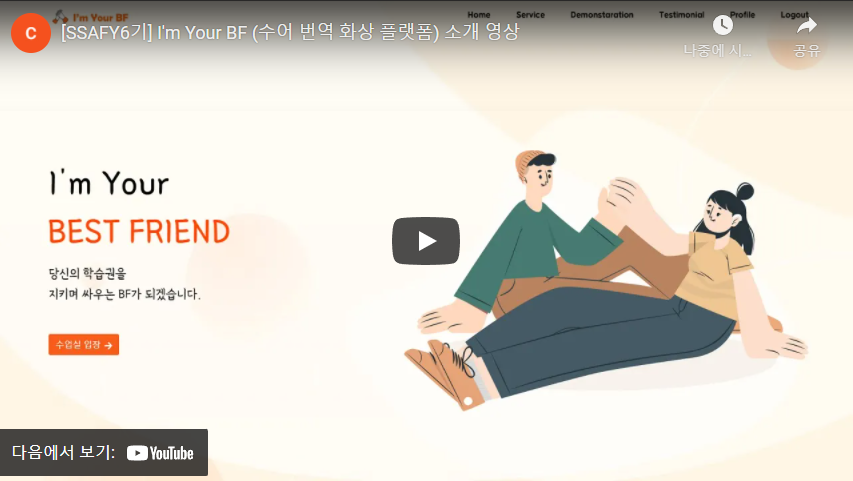 I'm Your BF
Home Service Demonstaration Testimonial Profile Logout
C
[SSAFY6기] I'm Your BF (수어 번역 화상 플랫폼) 소개 영상
나중에 시...
공유
I'm Your
BEST FRIEND
당신의 학습권을
지키며 싸우는 BF가 되겠습니다.
수업실 입장 →
다음에서 보기: YouTube